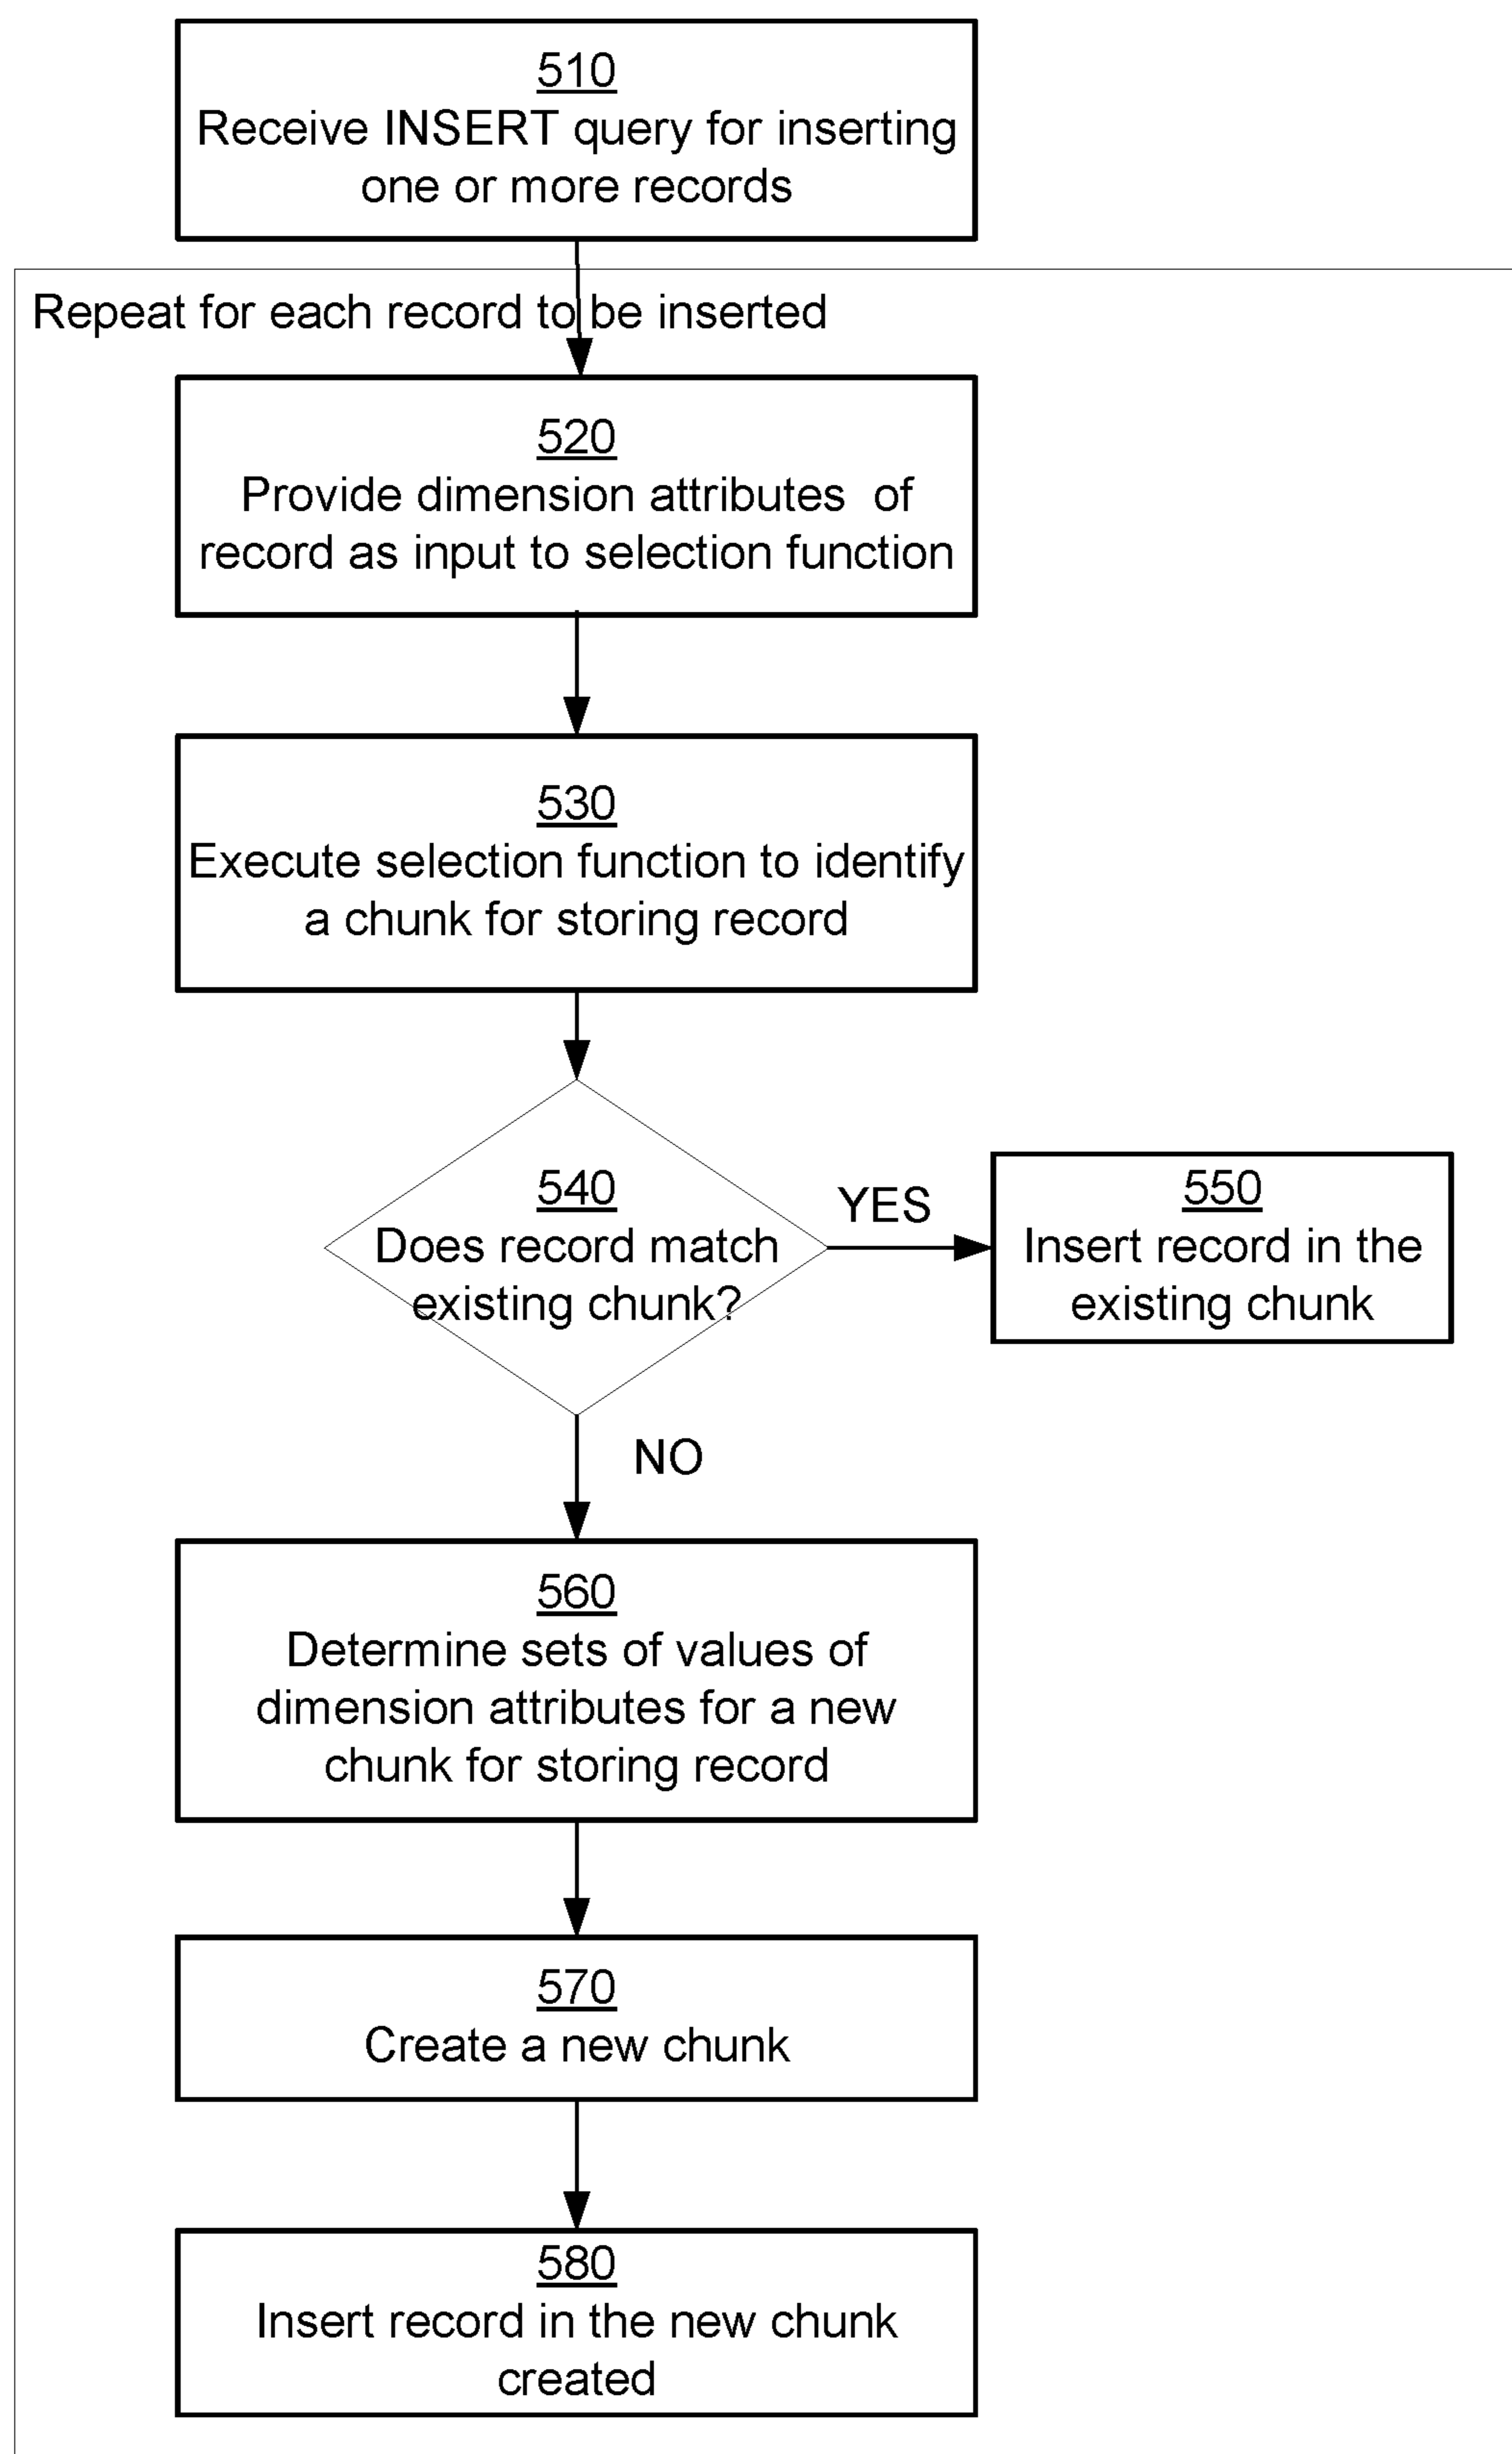 510
Receive INSERT query for inserting
one or more records
Repeat for each record to be inserted
520
Provide dimension attributes of
record as input to selection function
530
Execute selection function to identify
a chunk for storing record
540
Does record match
existing chunk?
YES
550
Insert record in the
existing chunk
NO
560
Determine sets of values of
dimension attributes for a new
chunk for storing record
570
Create a new chunk
580
Insert record in the new chunk
created